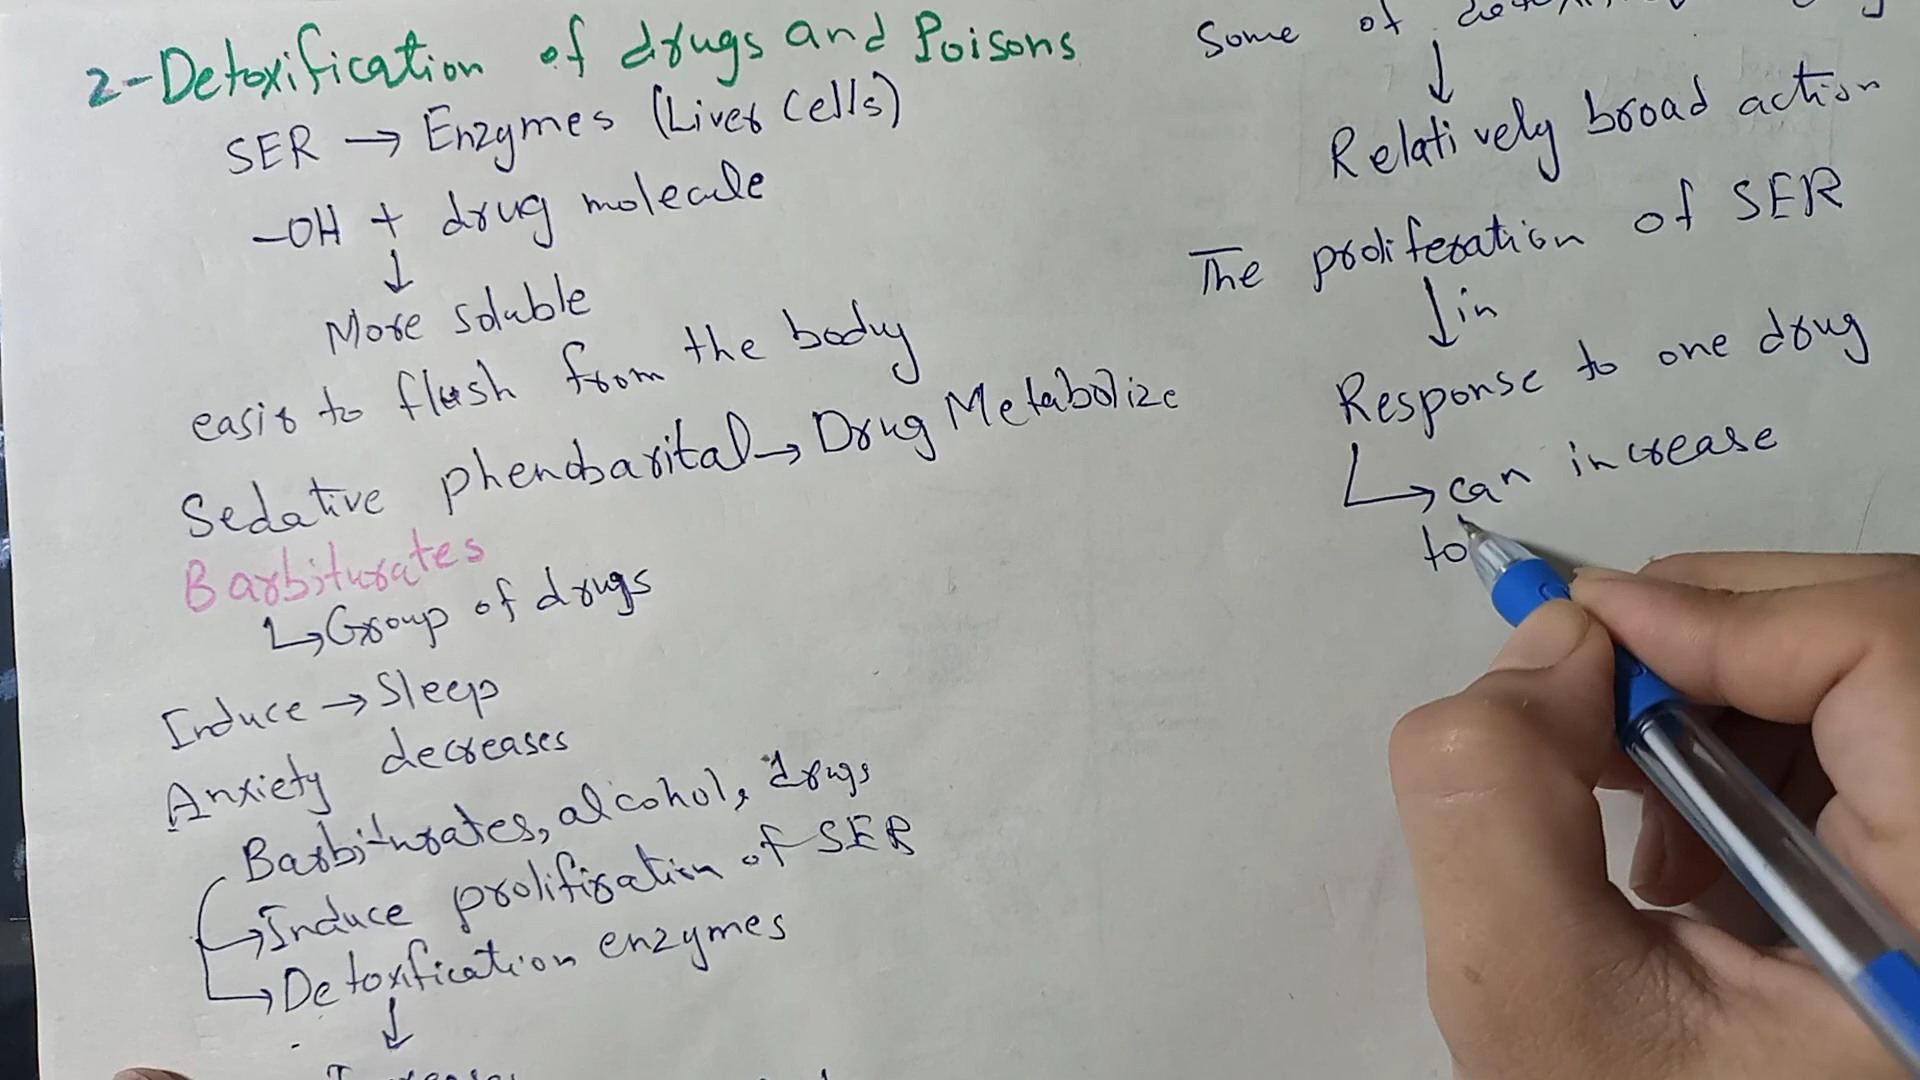 2-Detoxification of drugs and Poisons
SER → Enzymes (Liver Cells)
-OH + drug molecule
↓
More soluble
easir to flush from the body
Sedative phenobarital → Drug Metabolize
Barbiturates
↳ Group of drugs
Induce → Sleep
Anxiety decreases
Barbiturates, alcohol, drugs
→ Induce prolifiration of SER
→ Detoxification enzymes
↓
Some of
↓
Relatively broad action
The proliferation of SER
↓ in
Response to one drug
↳ can increase
to